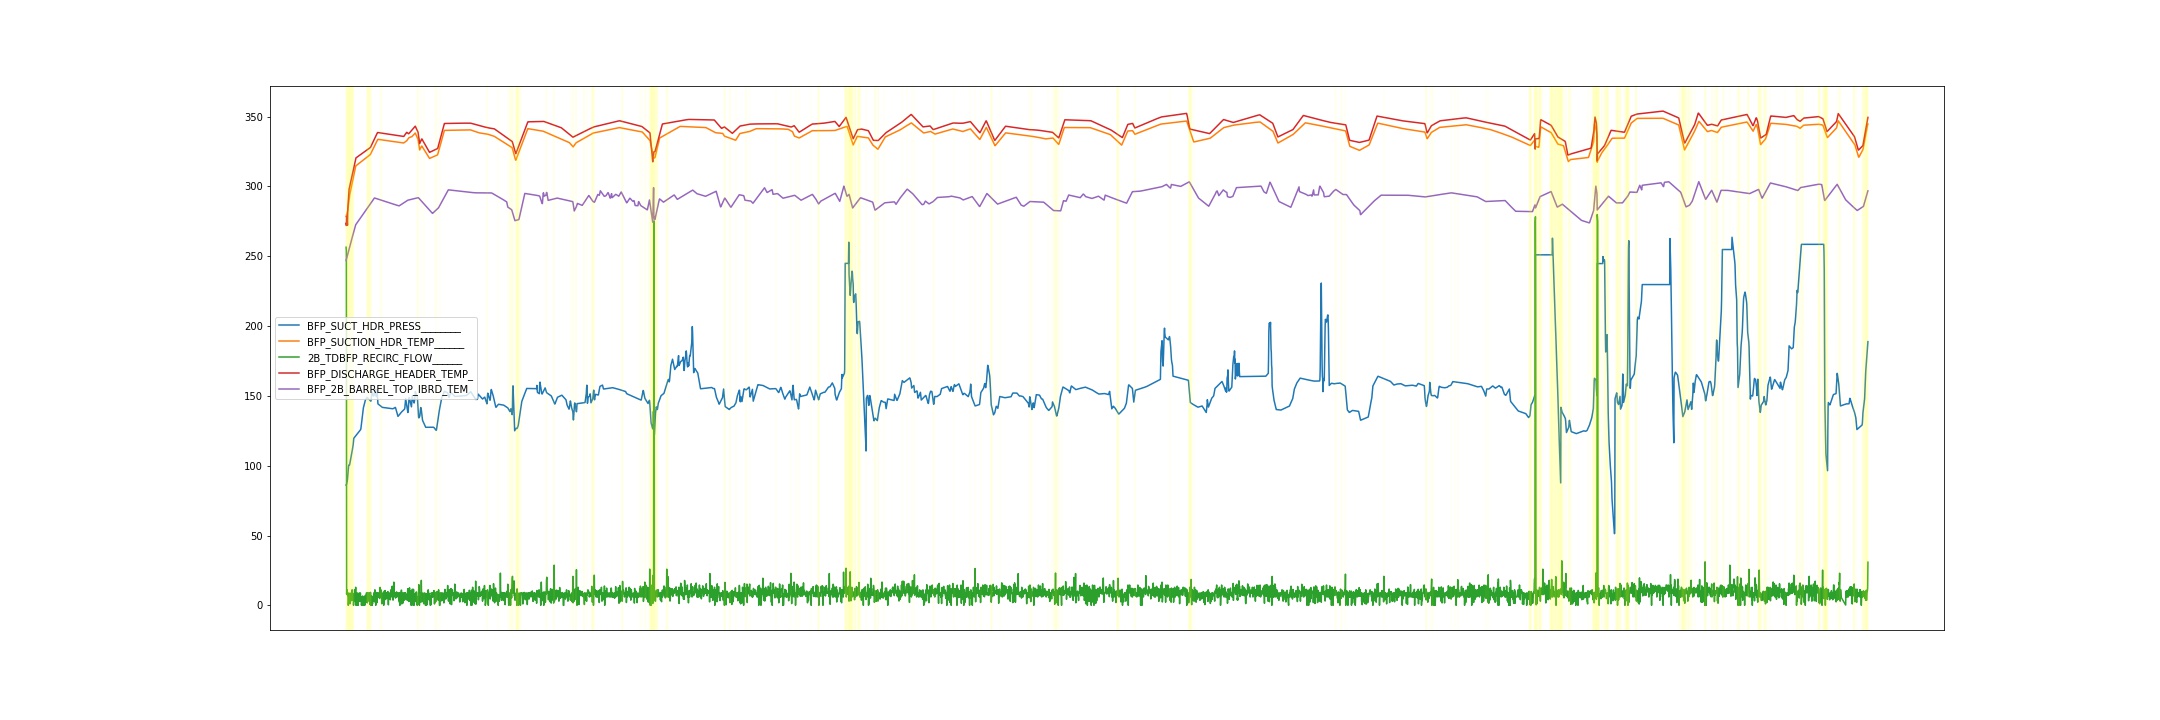 350
300
250
200
150
100
50
0
BFP_SUCT_HDR_PRESS________
BFP_SUCTION_HDR_TEMP______
2B_TDBFP_RECIRC_FLOW______
BFP_DISCHARGE_HEADER_TEMP_
BFP_2B_BARREL_TOP_IBRD_TEM